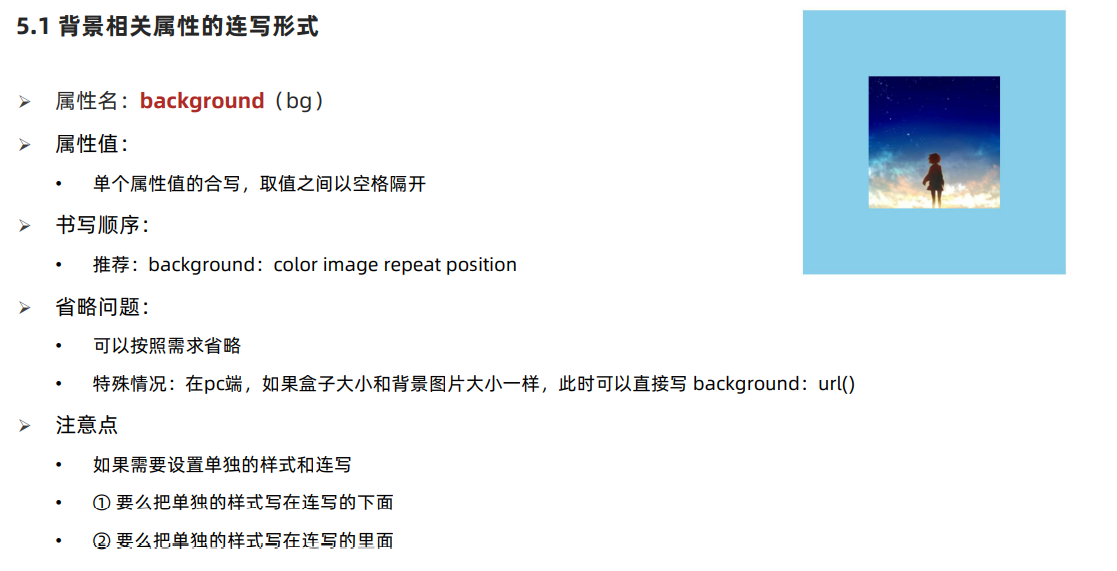 5.1 背景相关属性的连写形式
➢ 属性名：background（bg）
➢ 属性值：
• 单个属性值的合写，取值之间以空格隔开
➢ 书写顺序：
• 推荐：background：color image repeat position
➢ 省略问题：
• 可以按照需求省略
• 特殊情况：在pc端，如果盒子大小和背景图片大小一样，此时可以直接写 background：url()
➢ 注意点
• 如果需要设置单独的样式和连写
• ① 要么把单独的样式写在连写的下面
• ② 要么把单独的样式写在连写的里面